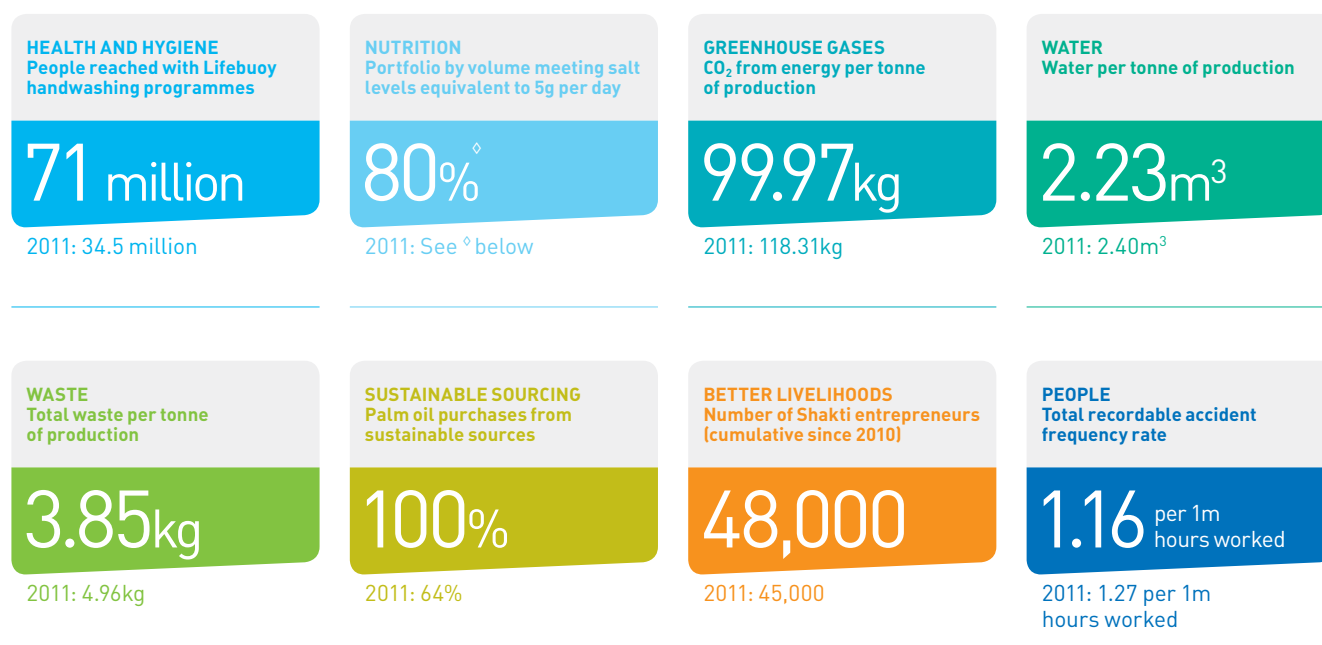 HEALTH AND HYGIENE
People reached with Lifebuoy
handwashing programmes
71 million
2011: 34.5 million
NUTRITION
Portfolio by volume meeting salt
levels equivalent to 5g per day
80%◊
2011: See ◊ below
GREENHOUSE GASES
CO₂ from energy per tonne
of production
99.97kg
2011: 118.31kg
WATER
Water per tonne of production
2.23m³
2011: 2.40m³
WASTE
Total waste per tonne
of production
3.85kg
2011: 4.96kg
SUSTAINABLE SOURCING
Palm oil purchases from
sustainable sources
100%
2011: 64%
BETTER LIVELIHOODS
Number of Shakti entrepreneurs
(cumulative since 2010)
48,000
2011: 45,000
PEOPLE
Total recordable accident
frequency rate
1.16 per 1m
hours worked
2011: 1.27 per 1m
hours worked